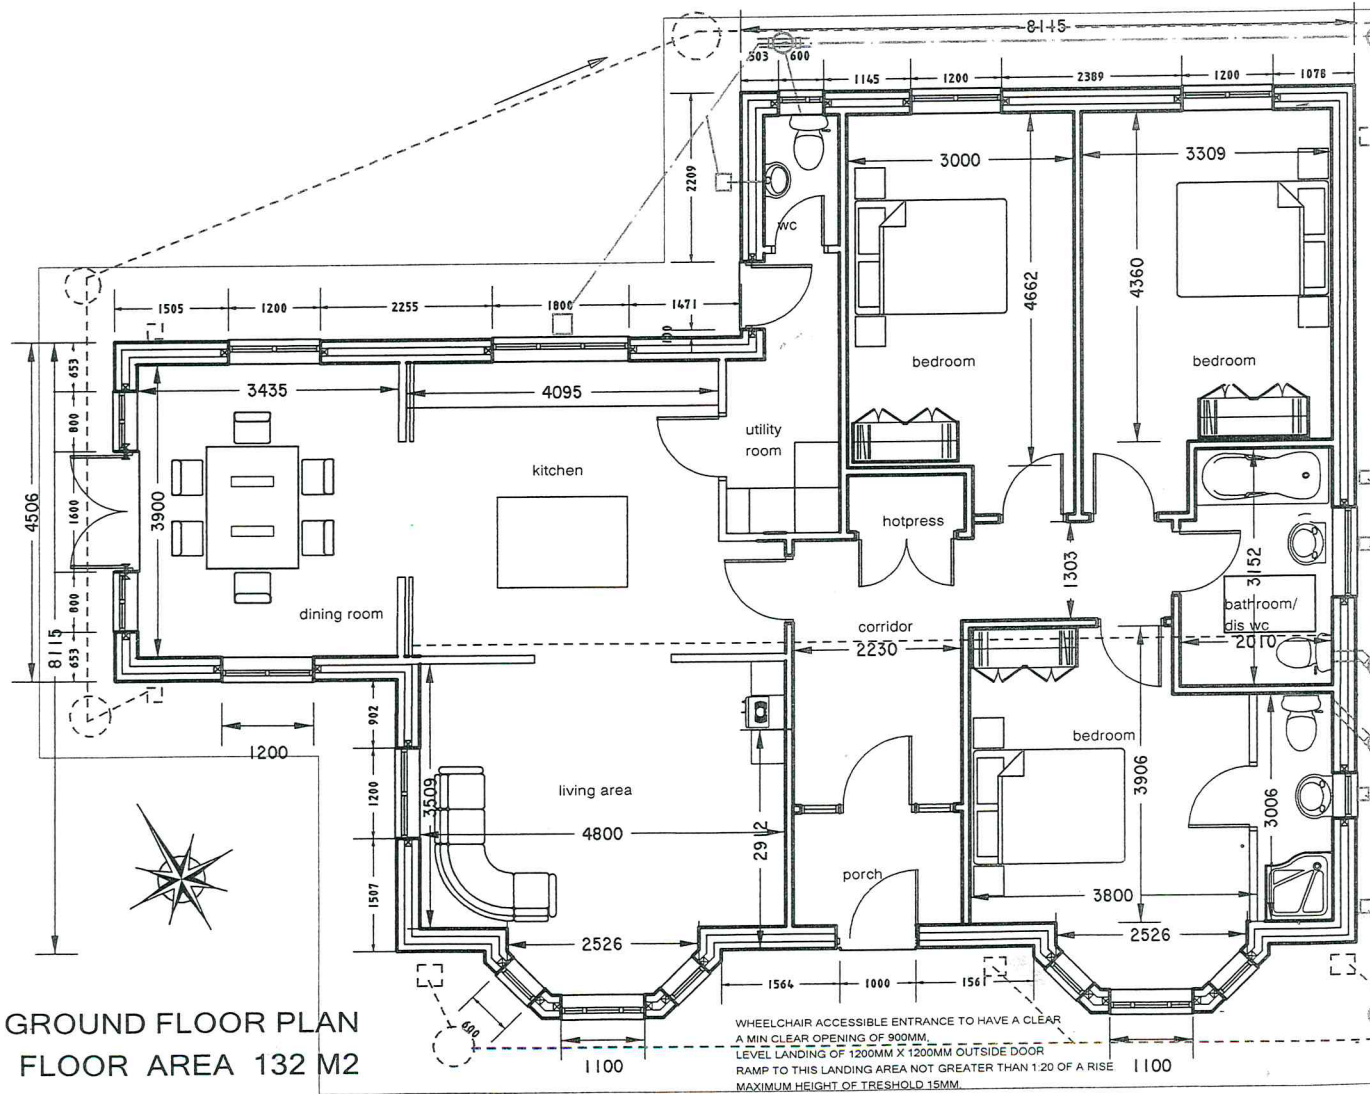 8115
503 600 1145 1200 2389 1200 1078
2209
3000
3309
wc
4662
4360
1505 1200 2255 1800 1471
100
bedroom
bedroom
653
3435
4095
800
utility
room
kitchen
4506
3900
1600
hotpress
1303
3152
dining room
800
corridor
bathroom/
dis wc
2230
2010
8115
653
902
1200
bedroom
3906
living area
1200
3509
4800
2912
3006
porch
3800
1507
2526
2526
1564 1000 1561
600
GROUND FLOOR PLAN
FLOOR AREA 132 M2
1100
1100
WHEELCHAIR ACCESSIBLE ENTRANCE TO HAVE A CLEAR
A MIN CLEAR OPENING OF 900MM,
LEVEL LANDING OF 1200MM X 1200MM OUTSIDE DOOR
RAMP TO THIS LANDING AREA NOT GREATER THAN 1:20 OF A RISE
MAXIMUM HEIGHT OF TRESHOLD 15MM.